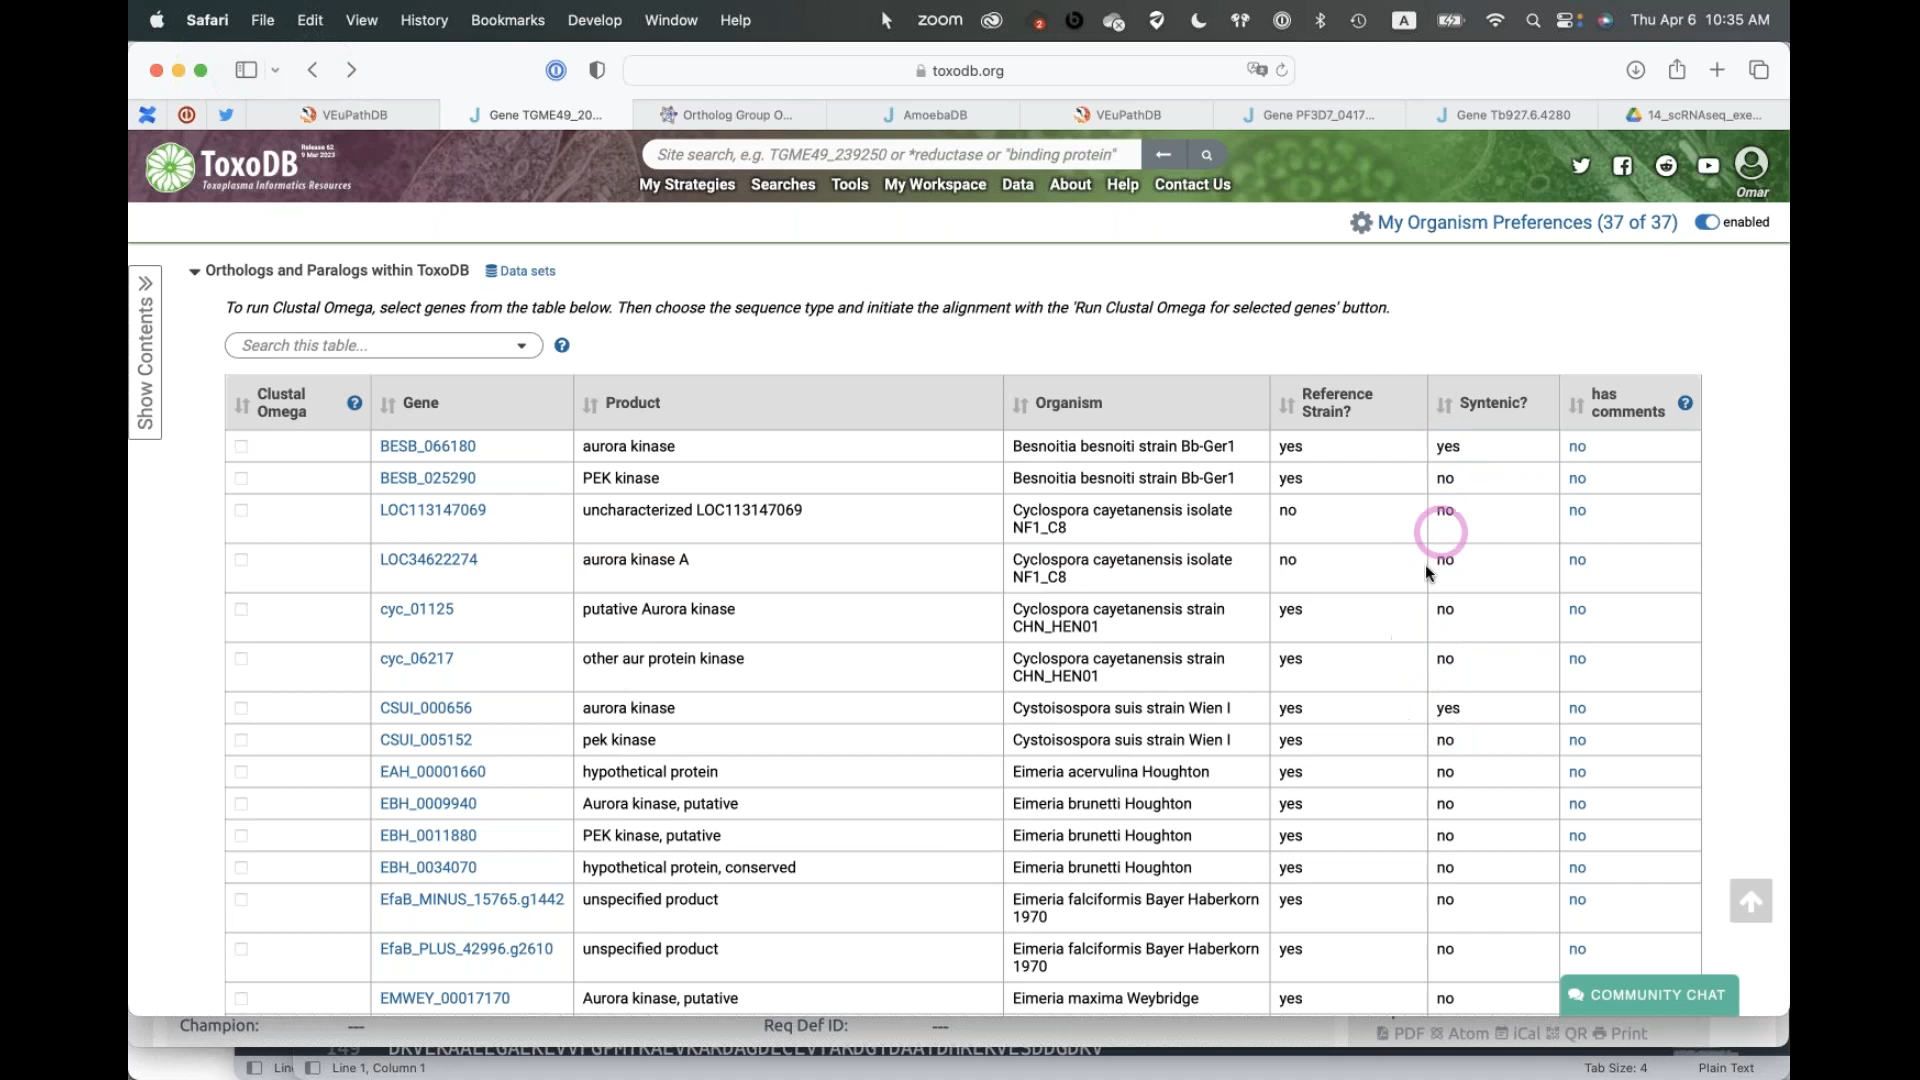 Safari File Edit View History Bookmarks Develop Window Help zoom 2 A Thu Apr 6 10:35 AM
toxodb.org
VEuPathDB Gene TGME49_20... Ortholog Group O... AmoebaDB VEuPathDB Gene PF3D7_0417... Gene Tb927.6.4280 14_scRNAseq_exe...
ToxoDB Release 62 9 Mar 2023
Toxoplasma Informatics Resources
Site search, e.g. TGME49_239250 or *reductase or "binding protein"
My Strategies Searches Tools My Workspace Data About Help Contact Us
Omar
My Organism Preferences (37 of 37) enabled
Show Contents
Orthologs and Paralogs within ToxoDB Data sets
To run Clustal Omega, select genes from the table below. Then choose the sequence type and initiate the alignment with the 'Run Clustal Omega for selected genes' button.
Search this table...
Clustal Omega Gene Product Organism Reference Strain? Syntenic? has comments
BESB_066180 aurora kinase Besnoitia besnoiti strain Bb-Ger1 yes yes no
BESB_025290 PEK kinase Besnoitia besnoiti strain Bb-Ger1 yes no no
LOC113147069 uncharacterized LOC113147069 Cyclospora cayetanensis isolate NF1_C8 no no no
LOC34622274 aurora kinase A Cyclospora cayetanensis isolate NF1_C8 no no no
cyc_01125 putative Aurora kinase Cyclospora cayetanensis strain CHN_HEN01 yes no no
cyc_06217 other aur protein kinase Cyclospora cayetanensis strain CHN_HEN01 yes no no
CSUI_000656 aurora kinase Cystoisospora suis strain Wien I yes yes no
CSUI_005152 pek kinase Cystoisospora suis strain Wien I yes no no
EAH_00001660 hypothetical protein Eimeria acervulina Houghton yes no no
EBH_0009940 Aurora kinase, putative Eimeria brunetti Houghton yes no no
EBH_0011880 PEK kinase, putative Eimeria brunetti Houghton yes no no
EBH_0034070 hypothetical protein, conserved Eimeria brunetti Houghton yes no no
EfaB_MINUS_15765.g1442 unspecified product Eimeria falciformis Bayer Haberkorn 1970 yes no no
EfaB_PLUS_42996.g2610 unspecified product Eimeria falciformis Bayer Haberkorn 1970 yes no no
EMWEY_00017170 Aurora kinase, putative Eimeria maxima Weybridge yes no
COMMUNITY CHAT
Champion: --- Req Def ID: ---
PDF Atom iCal QR Print
Line 1, Column 1 Tab Size: 4 Plain Text